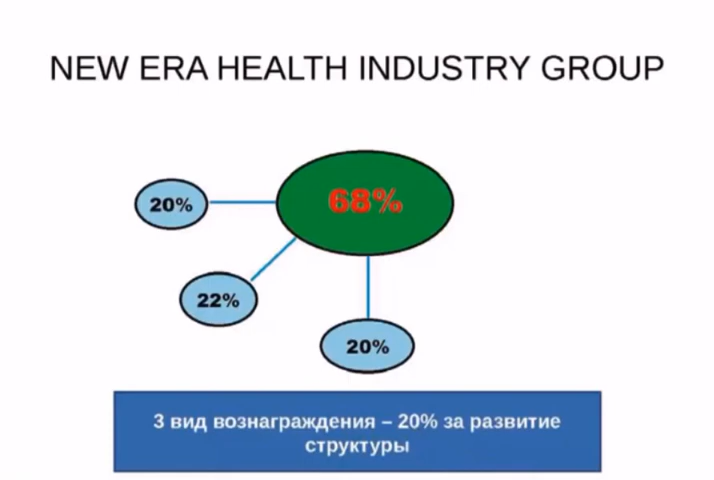 NEW ERA HEALTH INDUSTRY GROUP
68%
20%
22%
20%
3 вид вознаграждения – 20% за развитие
структуры